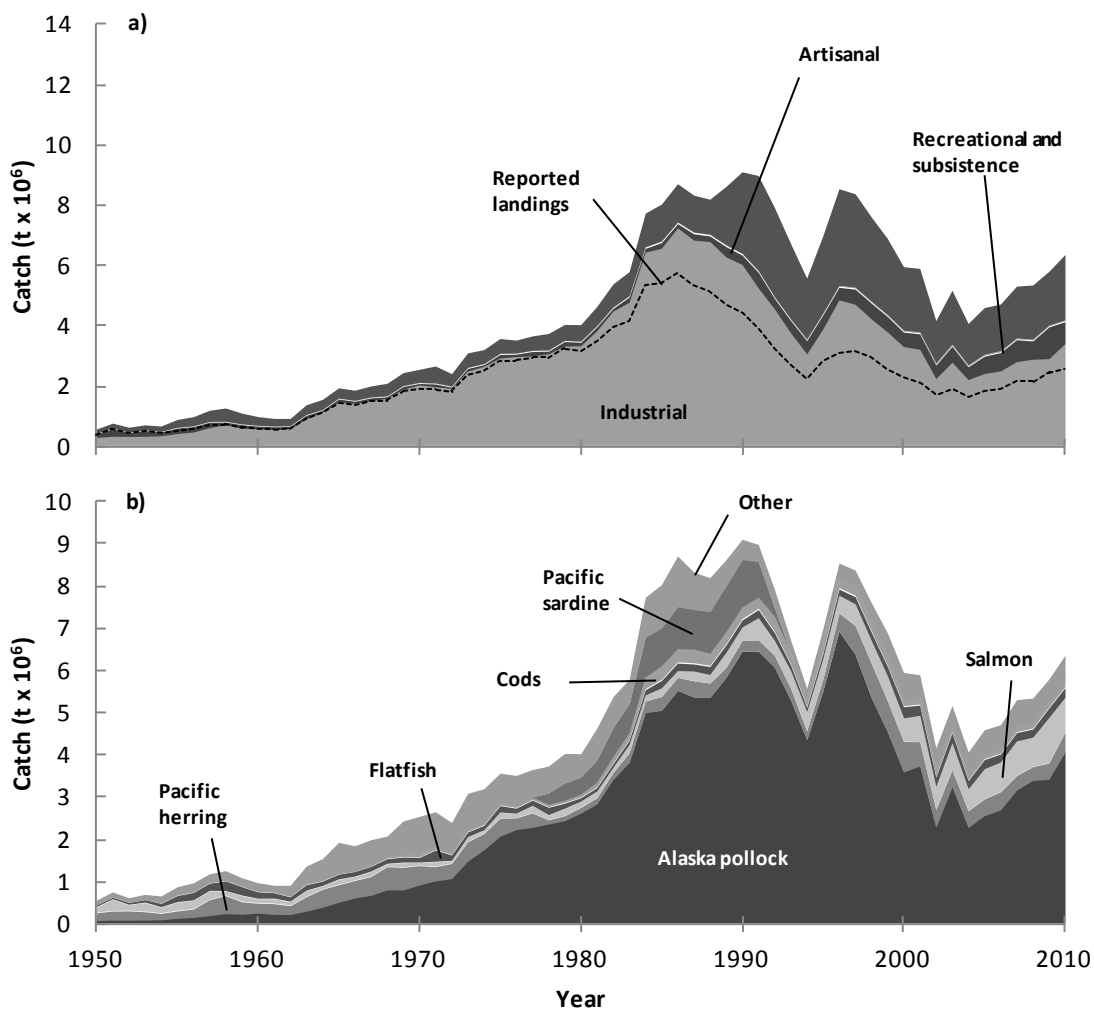 a)
14
12
10
8
6
4
2
0
Catch (t x 10⁶)
Artisanal
Recreational and
subsistence
Reported
landings
Industrial
b)
10
9
8
7
6
5
4
3
2
1
0
Catch (t x 10⁶)
Other
Pacific
sardine
Cods
Salmon
Flatfish
Pacific
herring
Alaska pollock
1950 1960 1970 1980 1990 2000 2010
Year